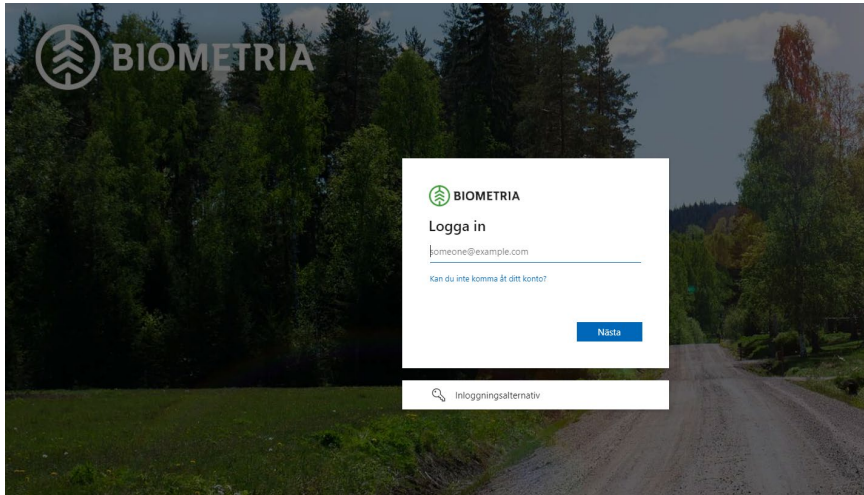 BIOMETRIA
BIOMETRIA
Logga in
someone@example.com
Kan du inte komma åt ditt konto?
Nästa
Inloggningsalternativ